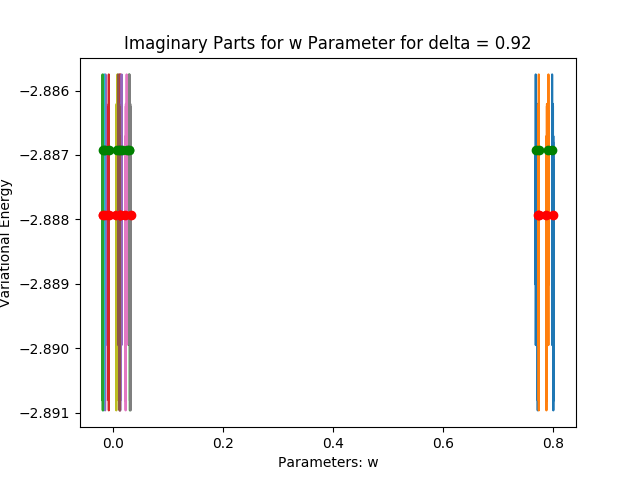 Imaginary Parts for w Parameter for delta = 0.92
Variational Energy
−2.886
−2.887
−2.888
−2.889
−2.890
−2.891
0.0 0.2 0.4 0.6 0.8
Parameters: w